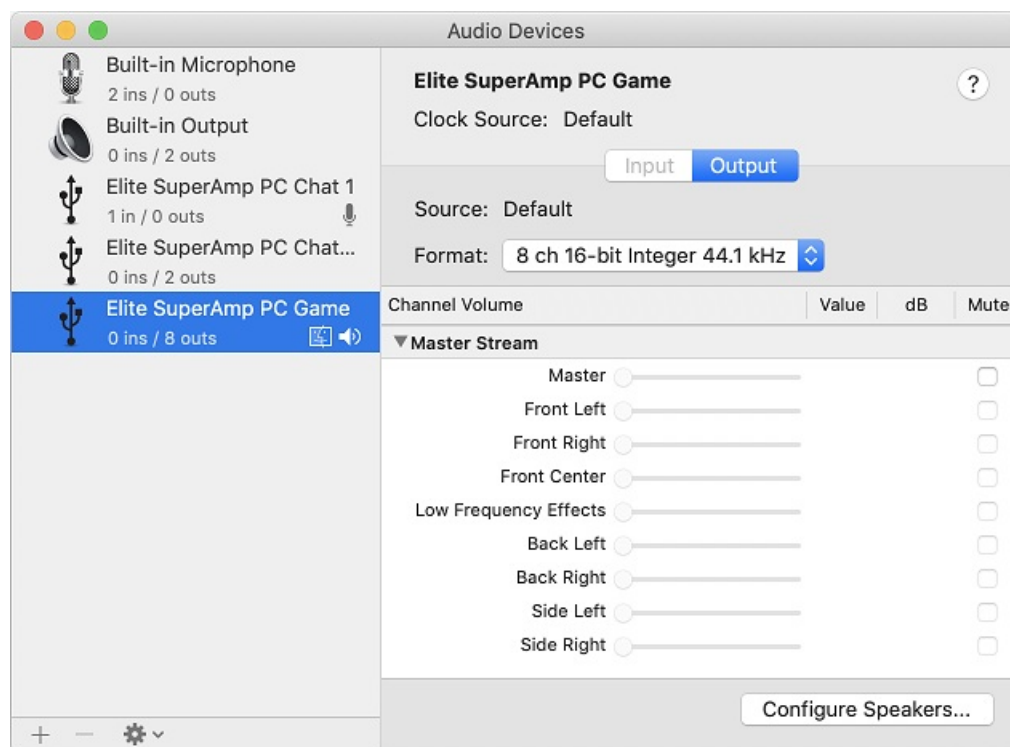 Audio Devices
Built-in Microphone
2 ins / 0 outs
Built-in Output
0 ins / 2 outs
Elite SuperAmp PC Chat 1
1 in / 0 outs
Elite SuperAmp PC Chat...
0 ins / 2 outs
Elite SuperAmp PC Game
0 ins / 8 outs
Elite SuperAmp PC Game
?
Clock Source: Default
Input Output
Source: Default
Format: 8 ch 16-bit Integer 44.1 kHz
Channel Volume Value dB Mute
Master Stream
Master
Front Left
Front Right
Front Center
Low Frequency Effects
Back Left
Back Right
Side Left
Side Right
Configure Speakers...